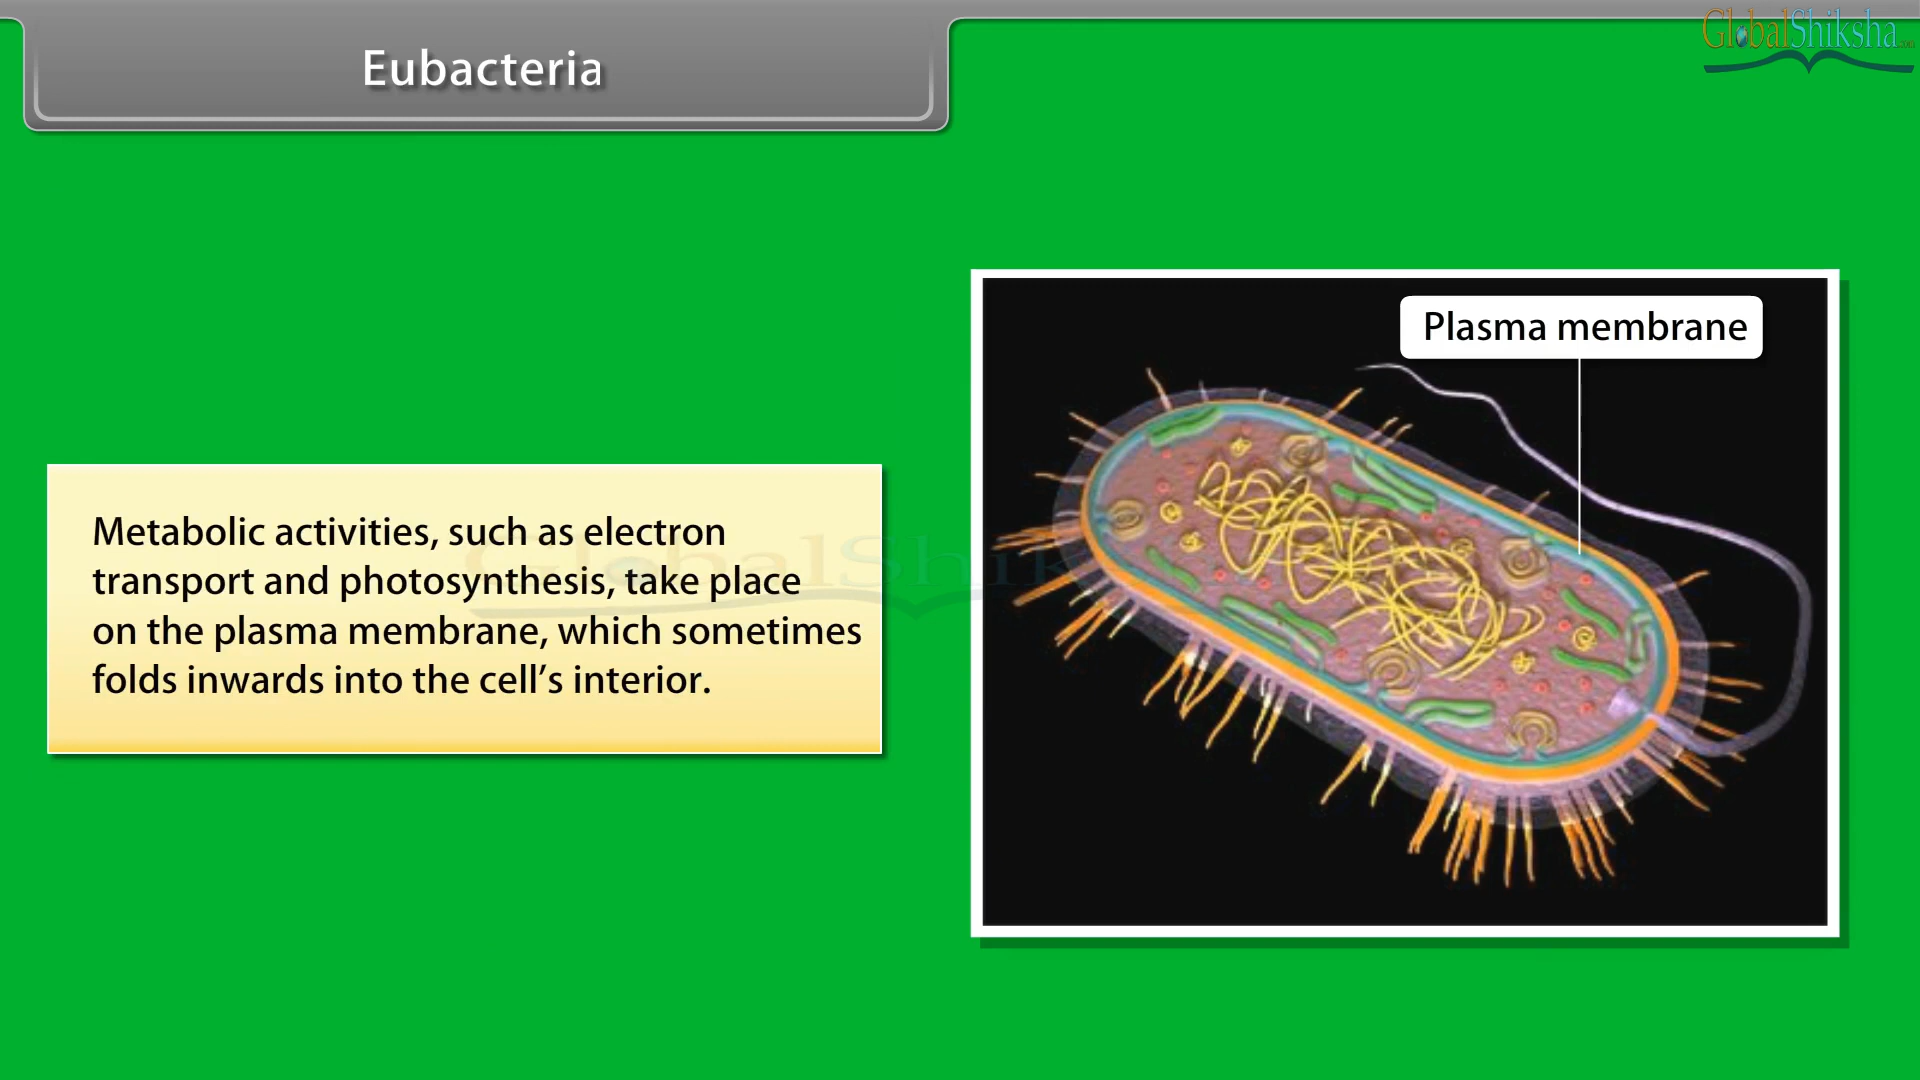 Eubacteria
GlobalShiksha.com
Plasma membrane
Metabolic activities, such as electron
transport and photosynthesis, take place
on the plasma membrane, which sometimes
folds inwards into the cell’s interior.